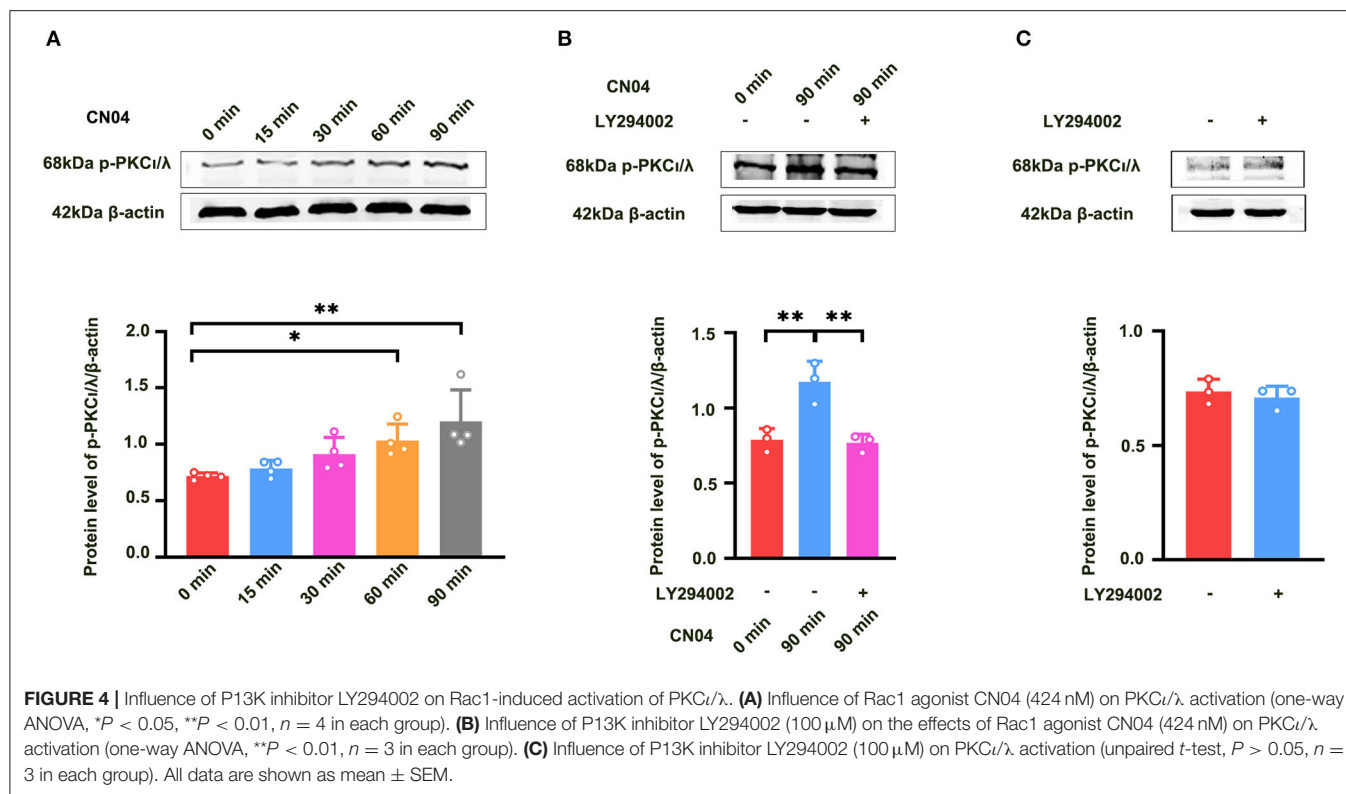 A
B
C
CN04
0 min 15 min 30 min 60 min 90 min
68kDa p-PKCι/λ
42kDa β-actin
CN04
0 min 90 min 90 min
LY294002 - - +
68kDa p-PKCι/λ
42kDa β-actin
LY294002 - +
68kDa p-PKCι/λ
42kDa β-actin
Protein level of p-PKCι/λ/β-actin
2.0
1.5
1.0
0.5
0.0
**
*
0 min 15 min 30 min 60 min 90 min
Protein level of p-PKCι/λ/β-actin
1.5
1.0
0.5
0.0
** **
LY294002 - - +
CN04 0 min 90 min 90 min
Protein level of p-PKCι/λ/β-actin
1.0
0.5
0.0
LY294002 - +
FIGURE 4 | Influence of P13K inhibitor LY294002 on Rac1-induced activation of PKCι/λ. (A) Influence of Rac1 agonist CN04 (424 nM) on PKCι/λ activation (one-way
ANOVA, *P < 0.05, **P < 0.01, n = 4 in each group). (B) Influence of P13K inhibitor LY294002 (100 μM) on the effects of Rac1 agonist CN04 (424 nM) on PKCι/λ
activation (one-way ANOVA, **P < 0.01, n = 3 in each group). (C) Influence of P13K inhibitor LY294002 (100 μM) on PKCι/λ activation (unpaired t-test, P > 0.05, n =
3 in each group). All data are shown as mean ± SEM.